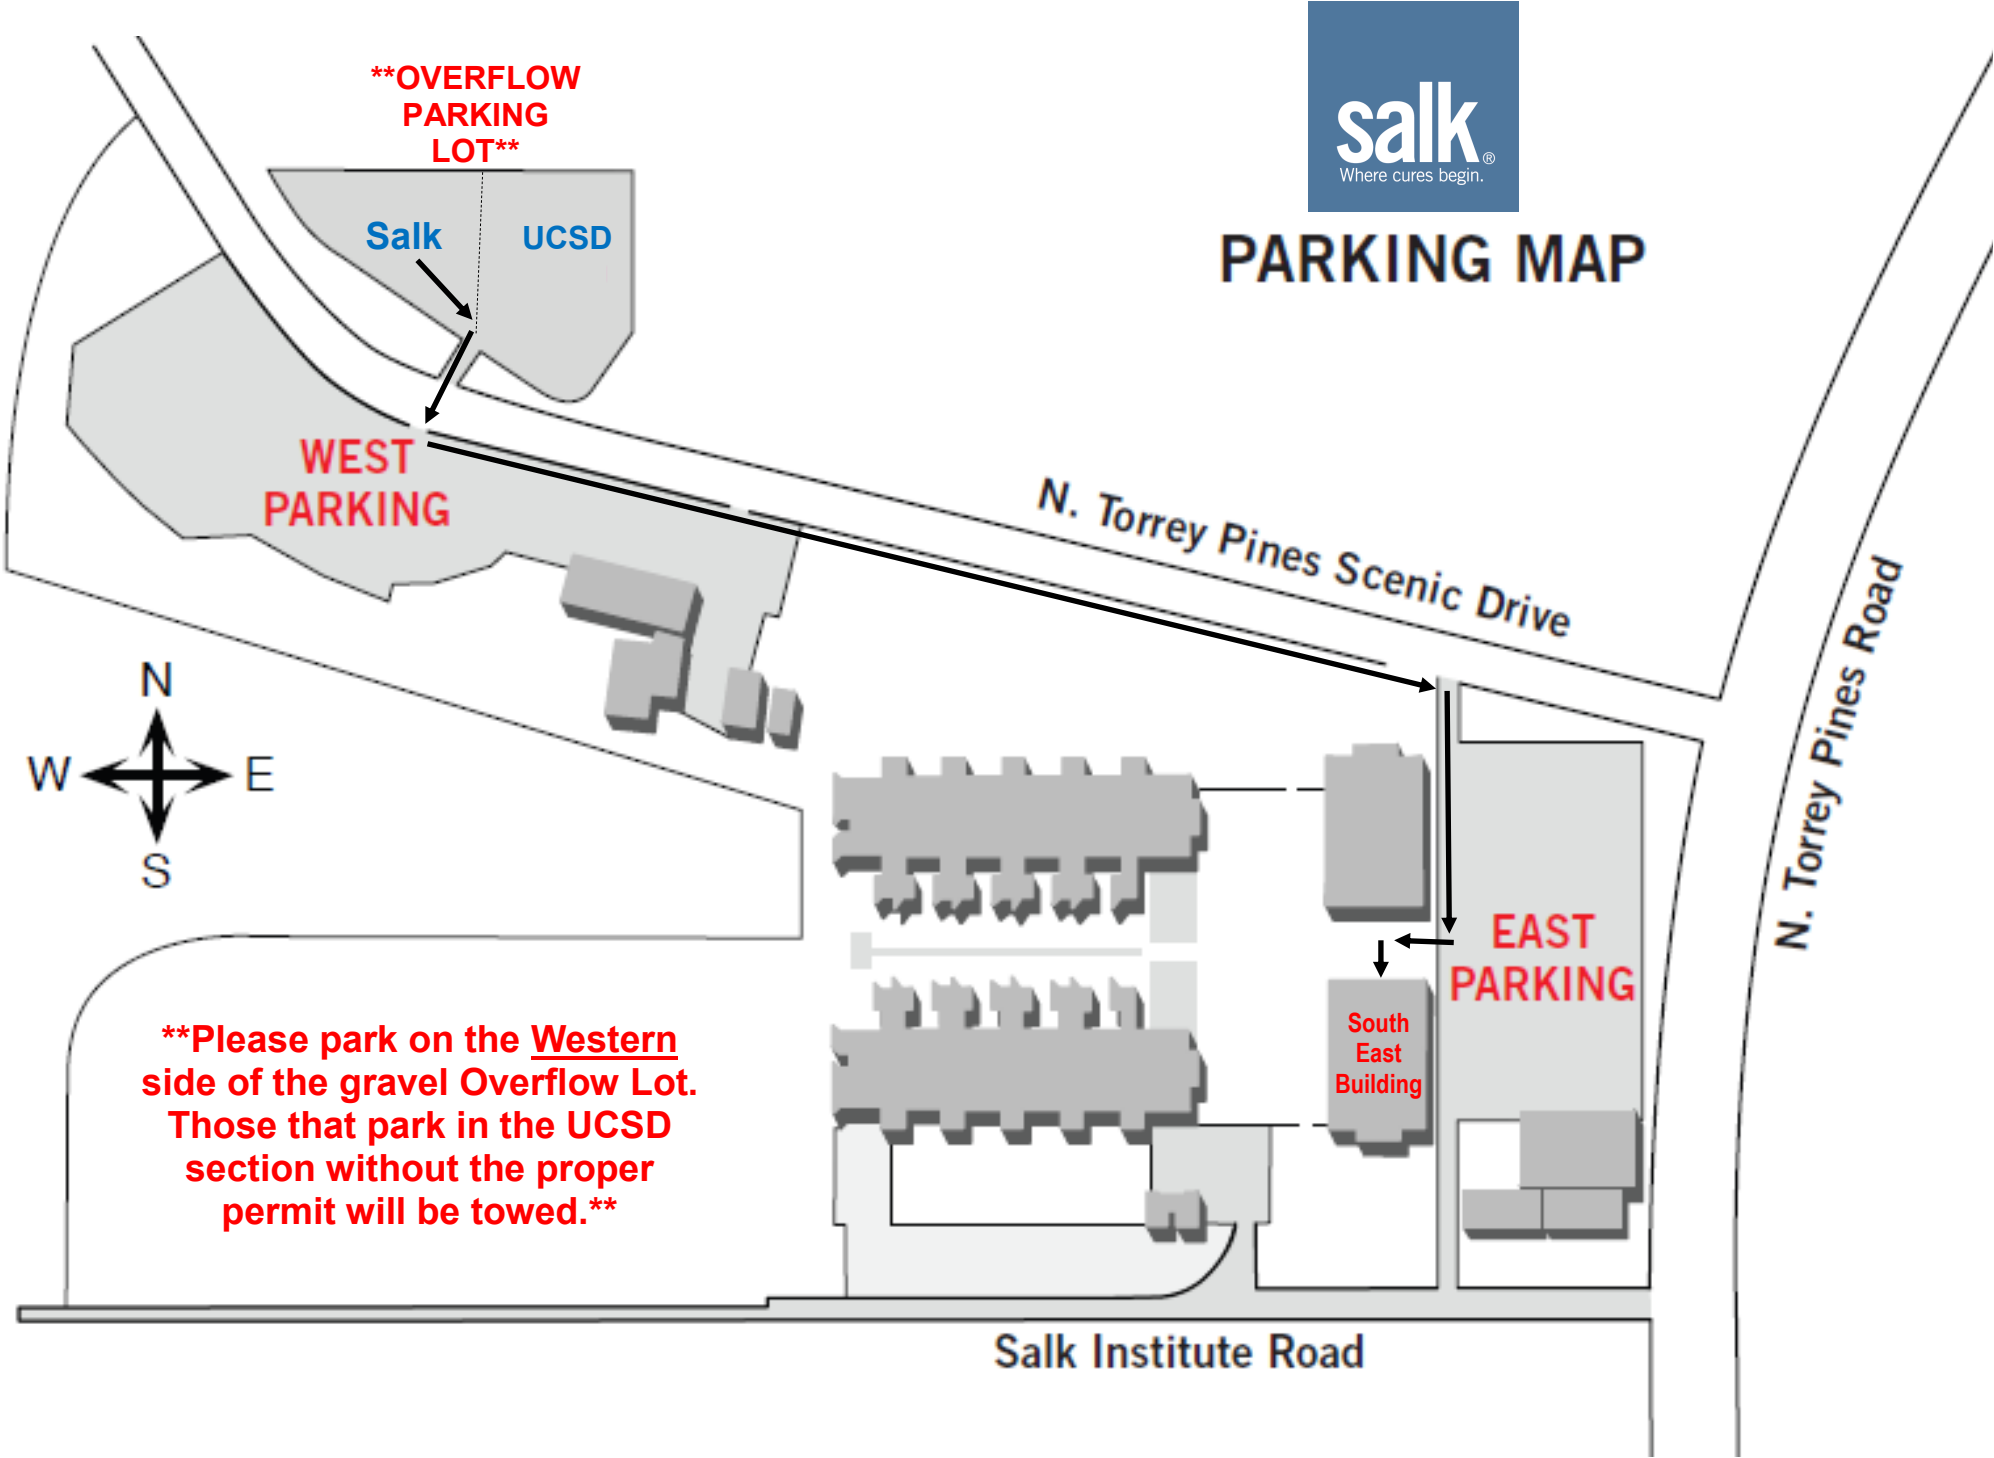 **OVERFLOW
PARKING
LOT**
Salk
UCSD
salk®
Where cures begin.
PARKING MAP
WEST
PARKING
N. Torrey Pines Scenic Drive
N. Torrey Pines Road
N
W
E
S
EAST
PARKING
South
East
Building
**Please park on the Western
side of the gravel Overflow Lot.
Those that park in the UCSD
section without the proper
permit will be towed.**
Salk Institute Road